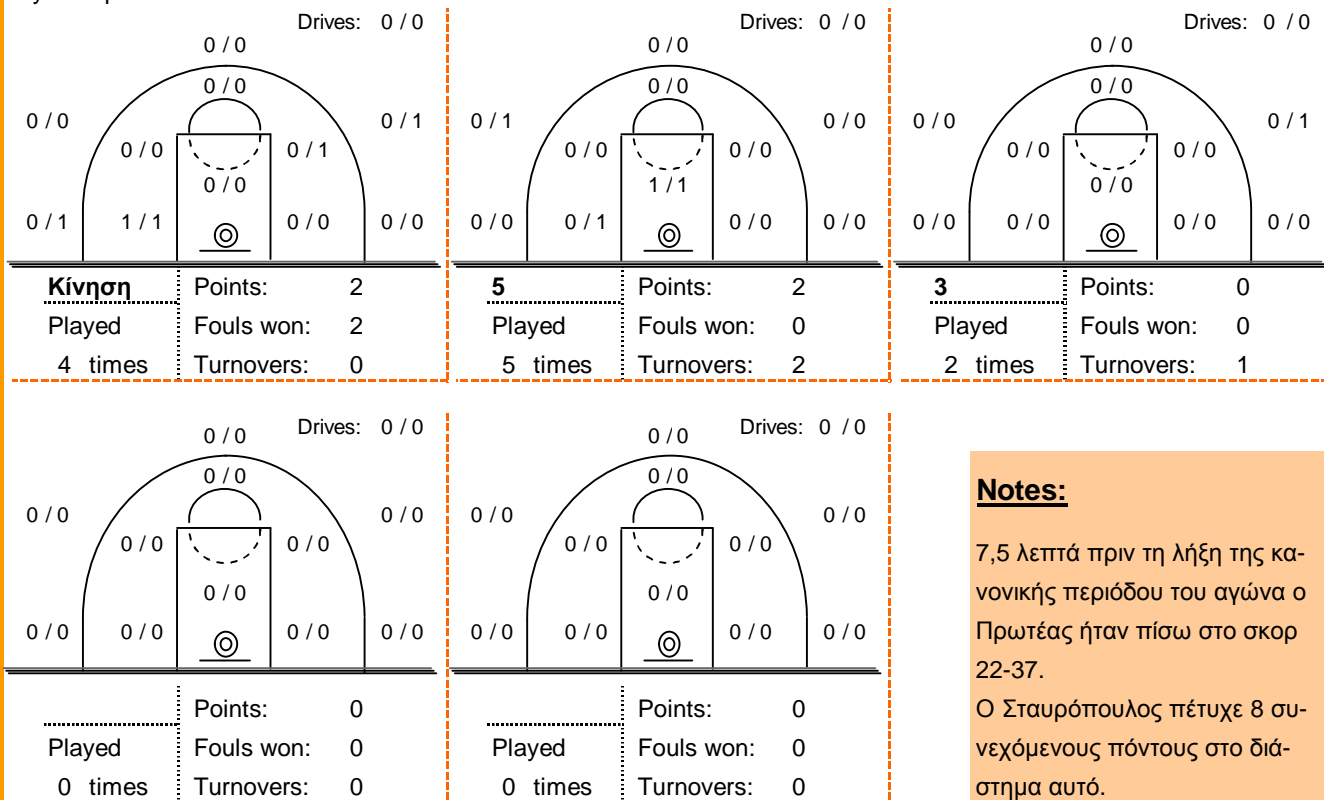 Drives: 0 / 0
0 / 0
0 / 0
0 / 0 0 / 1
0 / 0 0 / 1
0 / 0
0 / 1 1 / 1 0 / 0 0 / 0
Κίνηση Points: 2
Played Fouls won: 2
4 times Turnovers: 0
Drives: 0 / 0
0 / 0
0 / 0
0 / 1 0 / 0
0 / 0 0 / 0
1 / 1
0 / 0 0 / 1 0 / 0 0 / 0
5 Points: 2
Played Fouls won: 0
5 times Turnovers: 2
Drives: 0 / 0
0 / 0
0 / 0
0 / 0 0 / 1
0 / 0 0 / 0
0 / 0
0 / 0 0 / 0 0 / 0 0 / 0
3 Points: 0
Played Fouls won: 0
2 times Turnovers: 1
Drives: 0 / 0
0 / 0
0 / 0
0 / 0 0 / 0
0 / 0 0 / 0
0 / 0
0 / 0 0 / 0 0 / 0 0 / 0
Points: 0
Played Fouls won: 0
0 times Turnovers: 0
Drives: 0 / 0
0 / 0
0 / 0
0 / 0 0 / 0
0 / 0 0 / 0
0 / 0
0 / 0 0 / 0 0 / 0 0 / 0
Points: 0
Played Fouls won: 0
0 times Turnovers: 0
Notes:
7,5 λεπτά πριν τη λήξη της κα-
νονικής περιόδου του αγώνα ο
Πρωτέας ήταν πίσω στο σκορ
22-37.
Ο Σταυρόπουλος πέτυχε 8 συ-
νεχόμενους πόντους στο διά-
στημα αυτό.